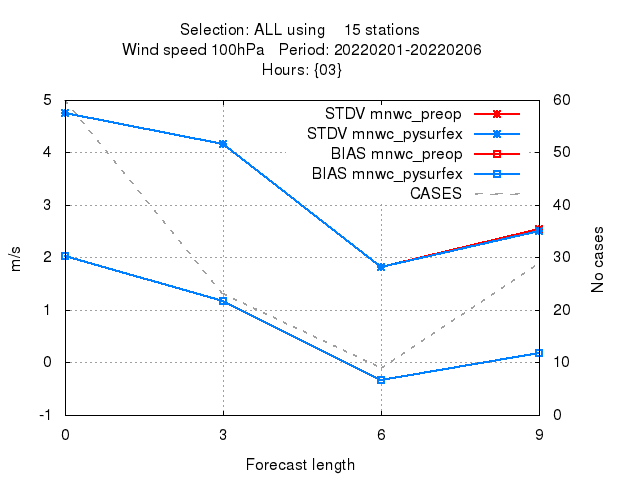 Selection: ALL using 15 stations
Wind speed 100hPa Period: 20220201-20220206
Hours: {03}
STDV mnwc_preop
STDV mnwc_pysurfex
BIAS mnwc_preop
BIAS mnwc_pysurfex
CASES
5
4
3
2
1
0
-1
m/s
60
50
40
30
20
10
0
No cases
0 3 6 9
Forecast length